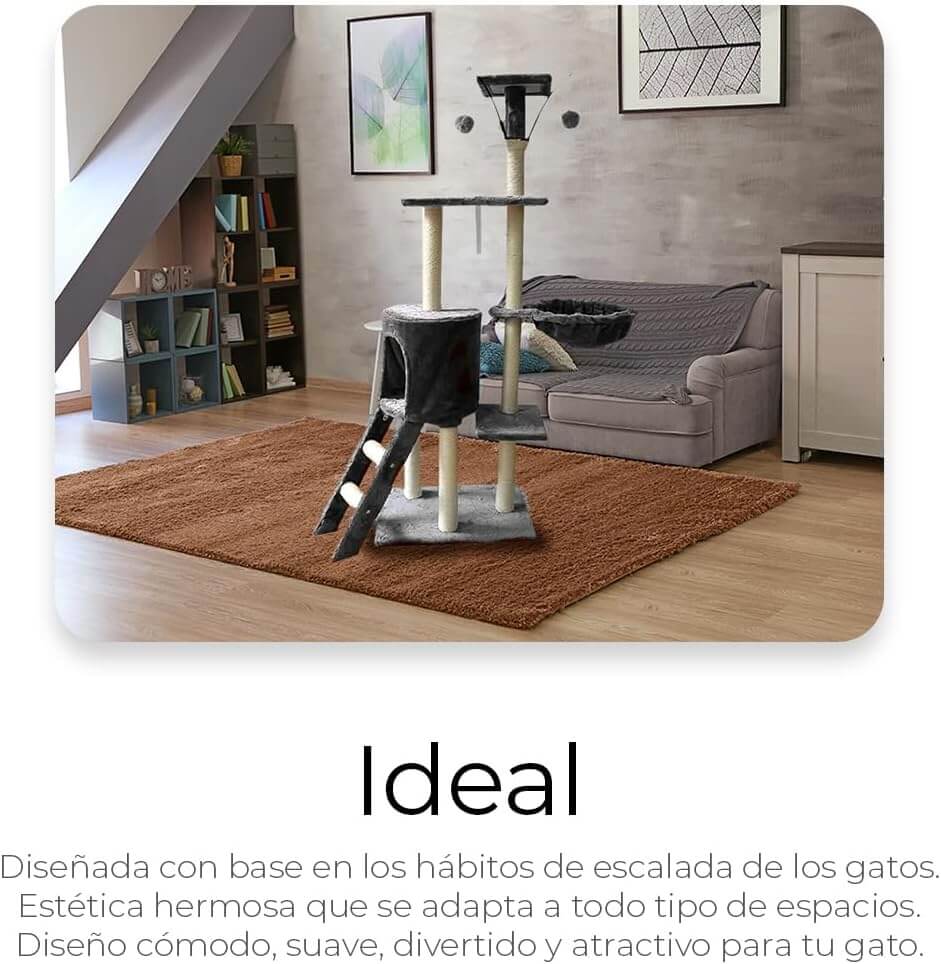 HOME
Ideal
Diseñada con base en los hábitos de escalada de los gatos.
Estética hermosa que se adapta a todo tipo de espacios.
Diseño cómodo, suave, divertido y atractivo para tu gato.